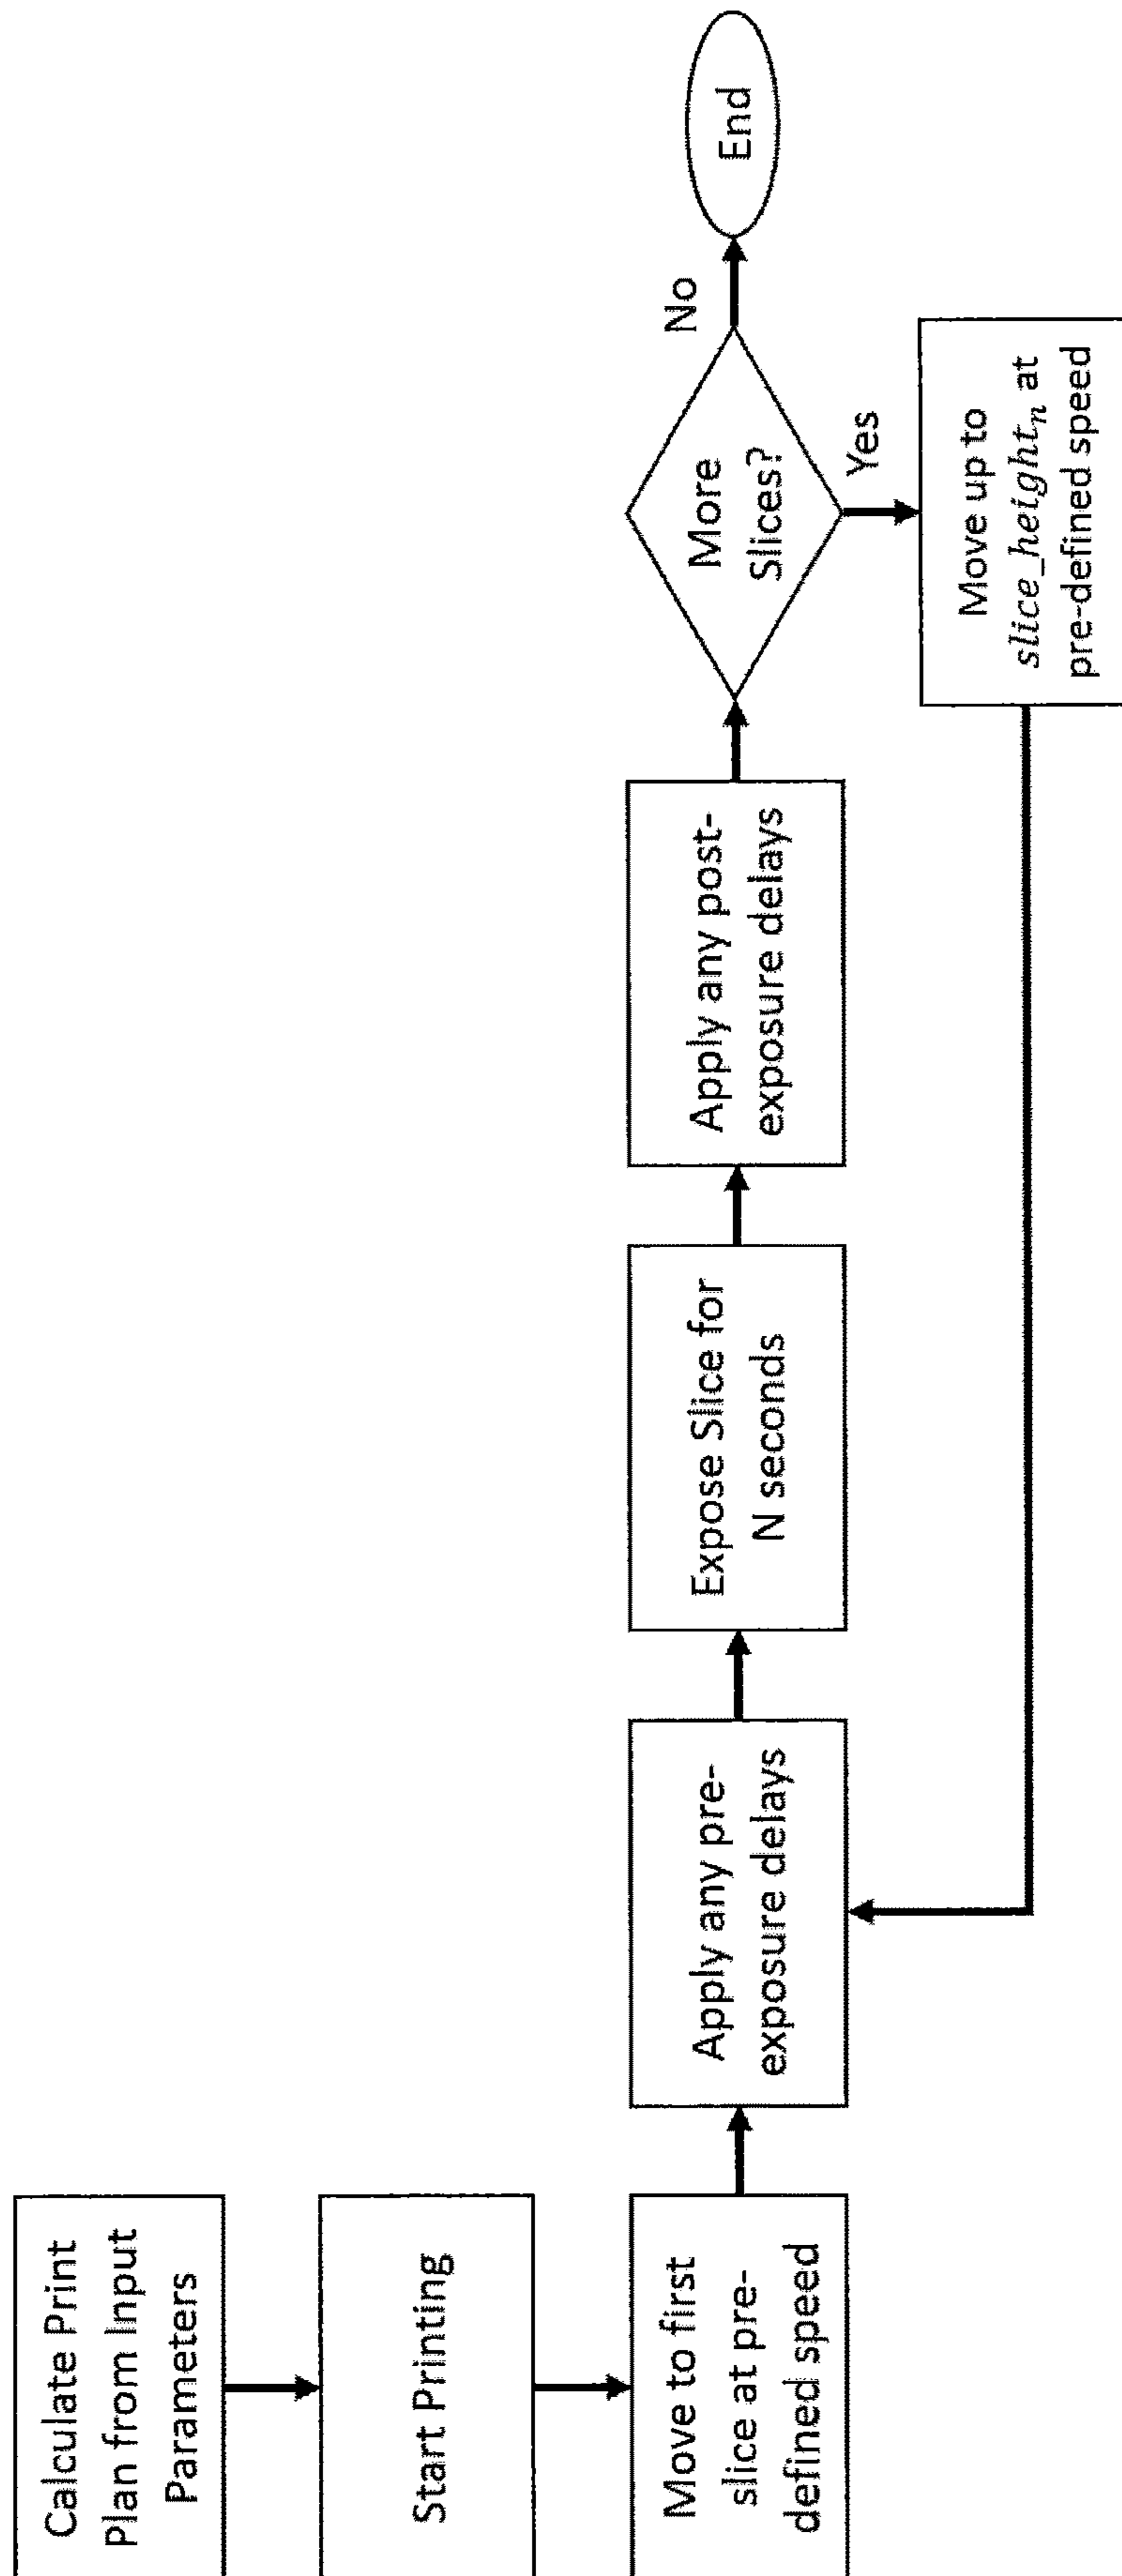 Calculate Print
Plan from Input
Parameters
Start Printing
Move to first
slice at pre-
defined speed
Apply any pre-
exposure delays
Expose Slice for
N seconds
Apply any post-
exposure delays
More
Slices?
No
End
Yes
Move up to
slice_heightₙ at
pre-defined speed